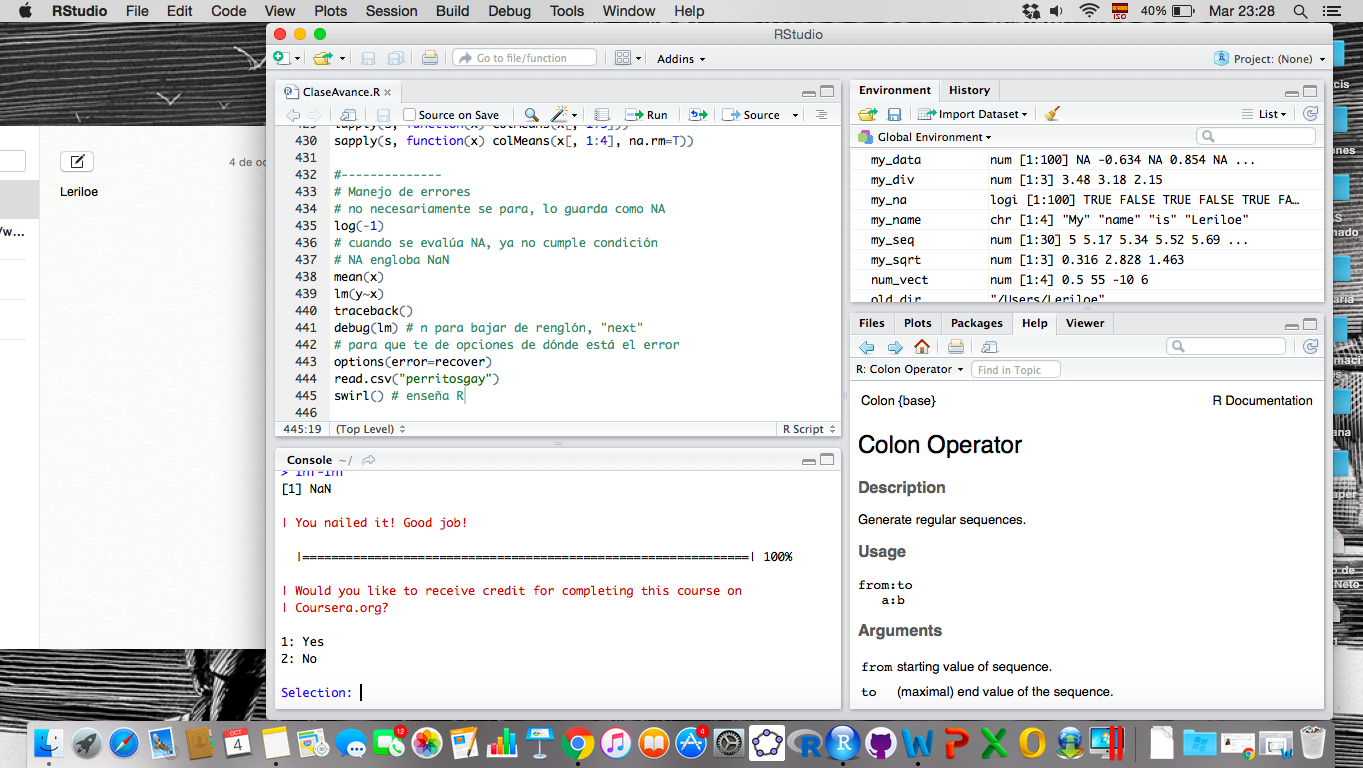 RStudio File Edit Code View Plots Session Build Debug Tools Window Help
ISO 40% Mar 23:28
RStudio
Go to file/function Addins Project: (None)
4 de oc
Leriloe
/w...
ClaseAvance.R
Source on Save Run Source
430 sapply(s, function(x) colMeans(x[, 1:4], na.rm=T))
431
432 #--------------
433 # Manejo de errores
434 # no necesariamente se para, lo guarda como NA
435 log(-1)
436 # cuando se evalúa NA, ya no cumple condición
437 # NA engloba NaN
438 mean(x)
439 lm(y~x)
440 traceback()
441 debug(lm) # n para bajar de renglón, "next"
442 # para que te de opciones de dónde está el error
443 options(error=recover)
444 read.csv("perritosgay")
445 swirl() # enseña R
446
445:19 (Top Level) R Script
Console ~/
> Inf-Inf
[1] NaN
| You nailed it! Good job!
|==============================================================| 100%
| Would you like to receive credit for completing this course on
| Coursera.org?
1: Yes
2: No
Selection:
Environment History
Import Dataset List
Global Environment
my_data num [1:100] NA -0.634 NA 0.854 NA ...
my_div num [1:3] 3.48 3.18 2.15
my_na logi [1:100] TRUE FALSE TRUE FALSE TRUE FA…
my_name chr [1:4] "My" "name" "is" "Leriloe"
my_seq num [1:30] 5 5.17 5.34 5.52 5.69 ...
my_sqrt num [1:3] 0.316 2.828 1.463
num_vect num [1:4] 0.5 55 -10 6
old_dir "/Users/Leriloe"
Files Plots Packages Help Viewer
R: Colon Operator Find in Topic
Colon {base} R Documentation
Colon Operator
Description
Generate regular sequences.
Usage
from:to
a:b
Arguments
from starting value of sequence.
to (maximal) end value of the sequence.
OCT
4
12
4